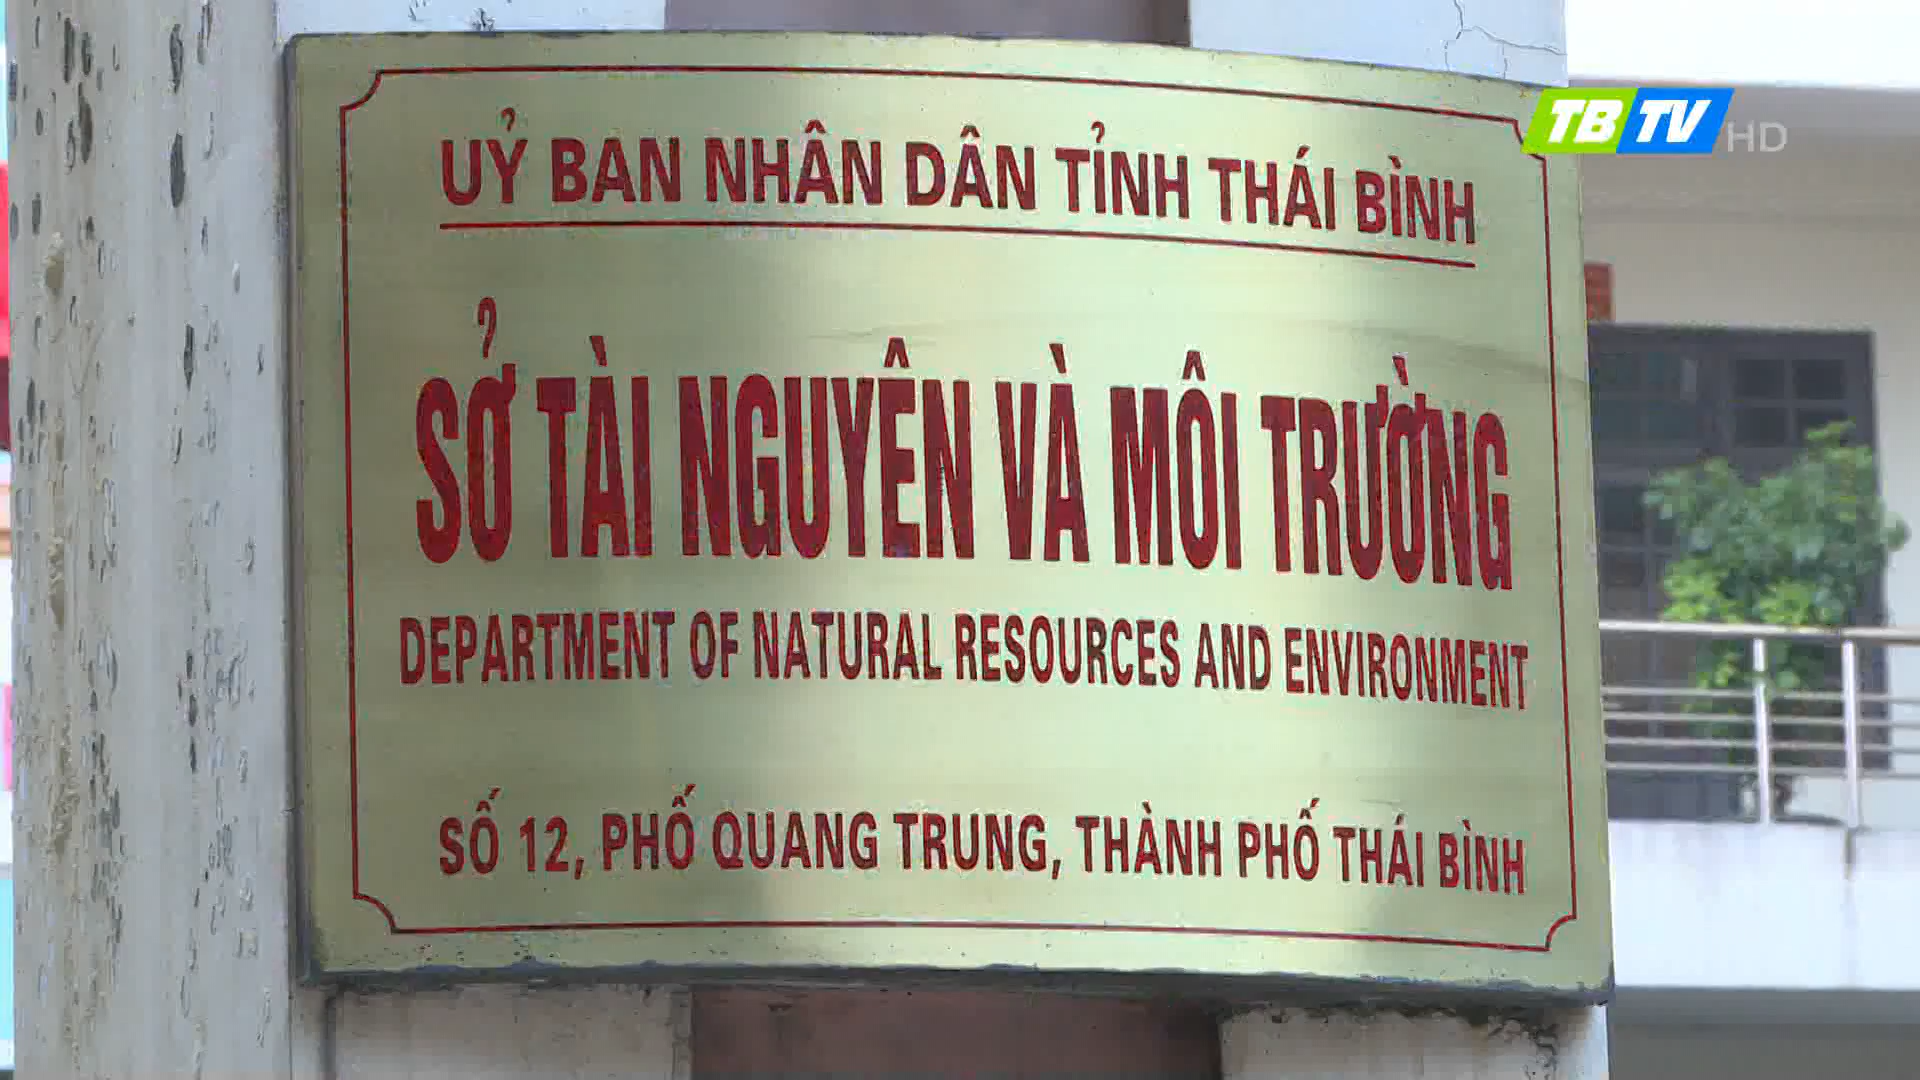 TBTV HD
UỶ BAN NHÂN DÂN TỈNH THÁI BÌNH
SỞ TÀI NGUYÊN VÀ MÔI TRƯỜNG
DEPARTMENT OF NATURAL RESOURCES AND ENVIRONMENT
SỐ 12, PHỐ QUANG TRUNG, THÀNH PHỐ THÁI BÌNH